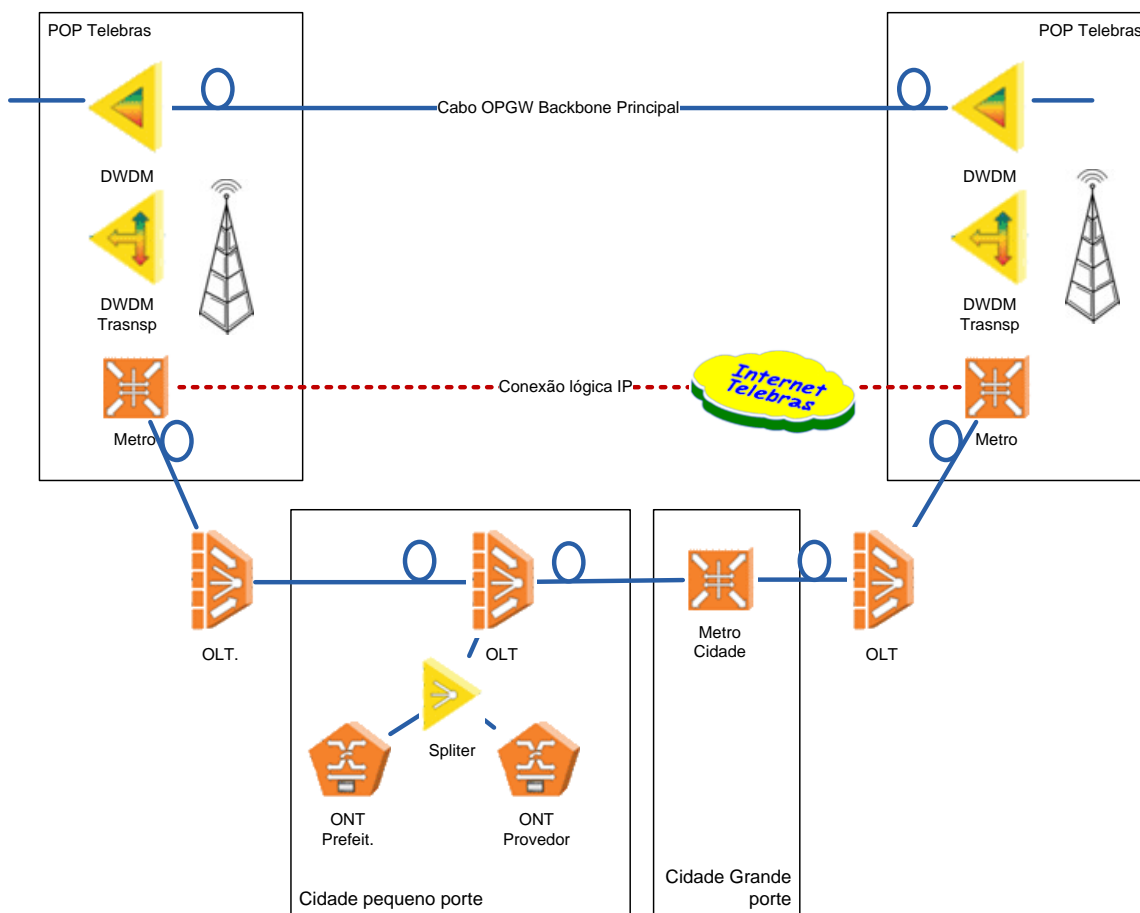 POP Telebras
POP Telebras
Cabo OPGW Backbone Principal
DWDM
DWDM
DWDM
Trasnsp
DWDM
Trasnsp
Conexão lógica IP
Internet
Telebras
Metro
Metro
OLT.
OLT
Metro
Cidade
OLT
Spliter
ONT
Prefeit.
ONT
Provedor
Cidade pequeno porte
Cidade Grande
porte